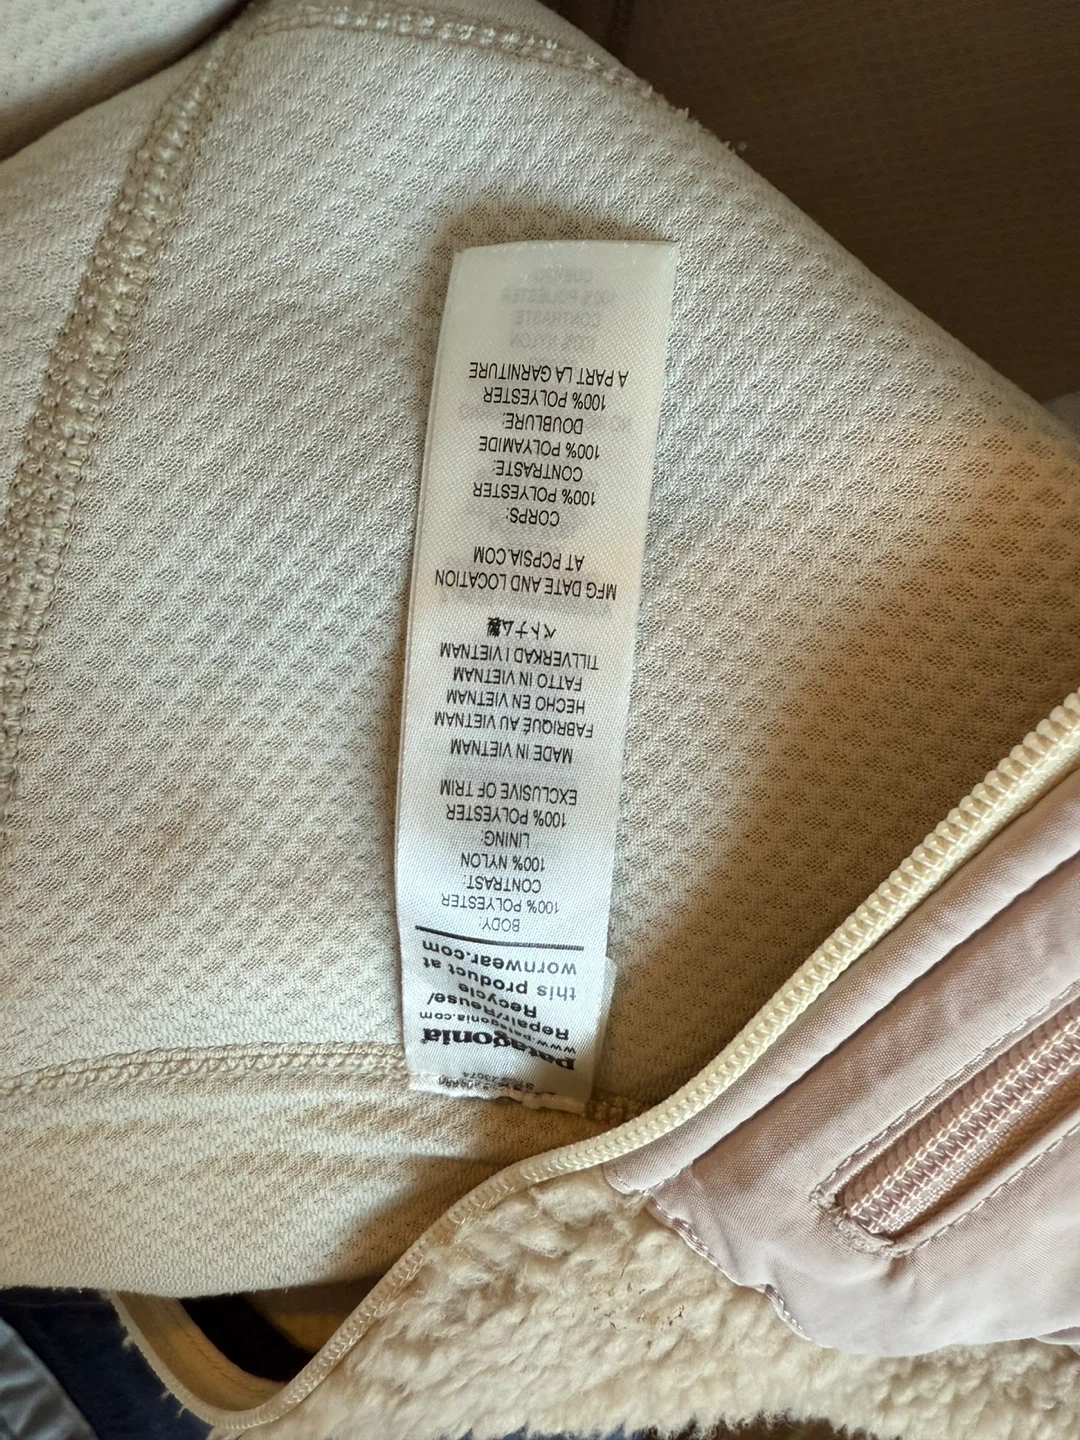 patagonia
www.patagonia.com
Repair/Reuse/
Recycle
this product at
wornwear.com
BODY:
100% POLYESTER
CONTRAST:
100% NYLON
LINING:
100% POLYESTER
EXCLUSIVE OF TRIM
MADE IN VIETNAM
FABRIQUÉ AU VIETNAM
HECHO EN VIETNAM
FATTO IN VIETNAM
TILLVERKAD I VIETNAM
ベトナム製
MFG DATE AND LOCATION
AT PCPSIA.COM
CORPS:
100% POLYESTER
CONTRASTE:
100% POLYAMIDE
DOUBLURE:
100% POLYESTER
A PART LA GARNITURE